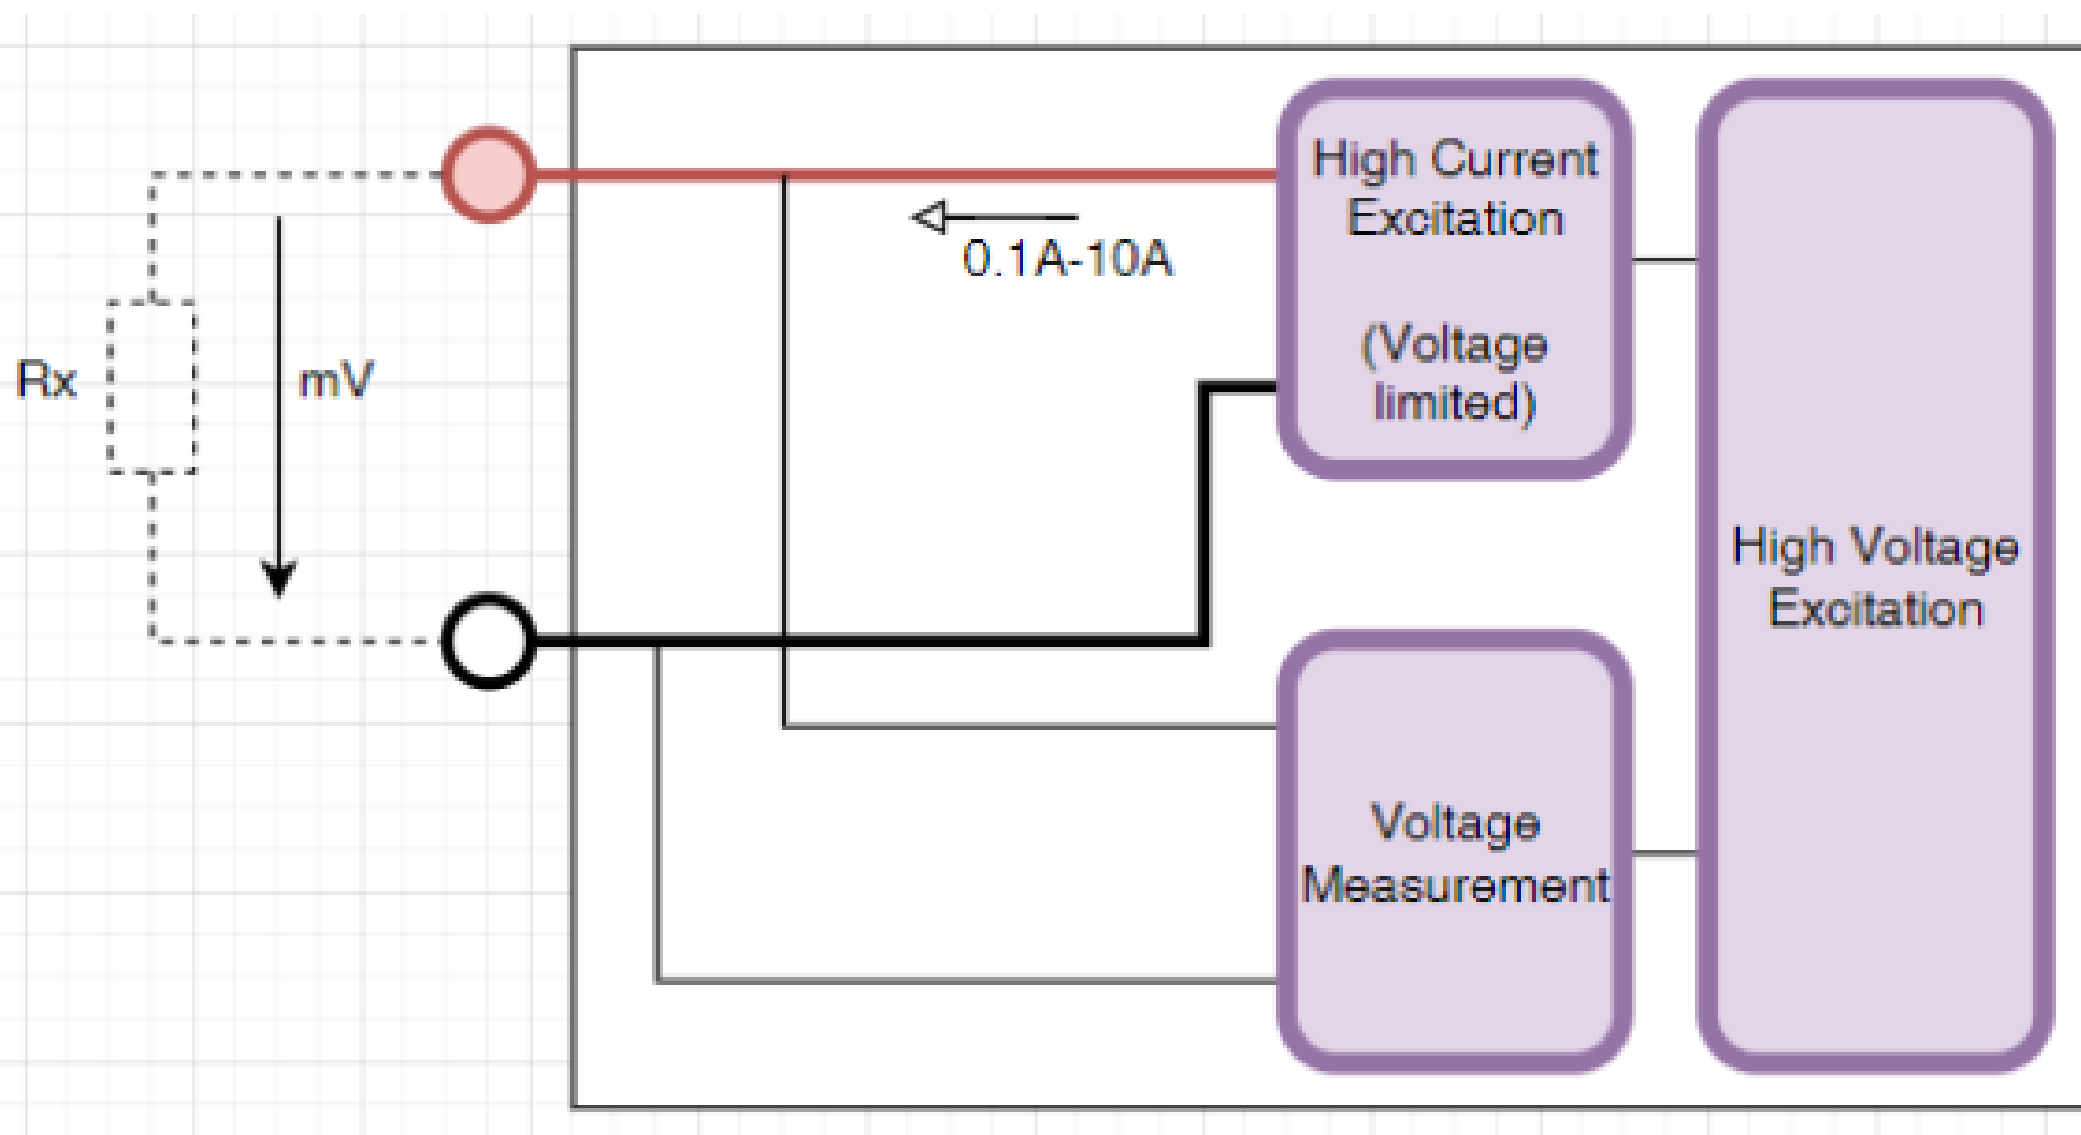 High Current
Excitation
0.1A-10A
(Voltage
limited)
Rx
mV
High Voltage
Excitation
Voltage
Measurement